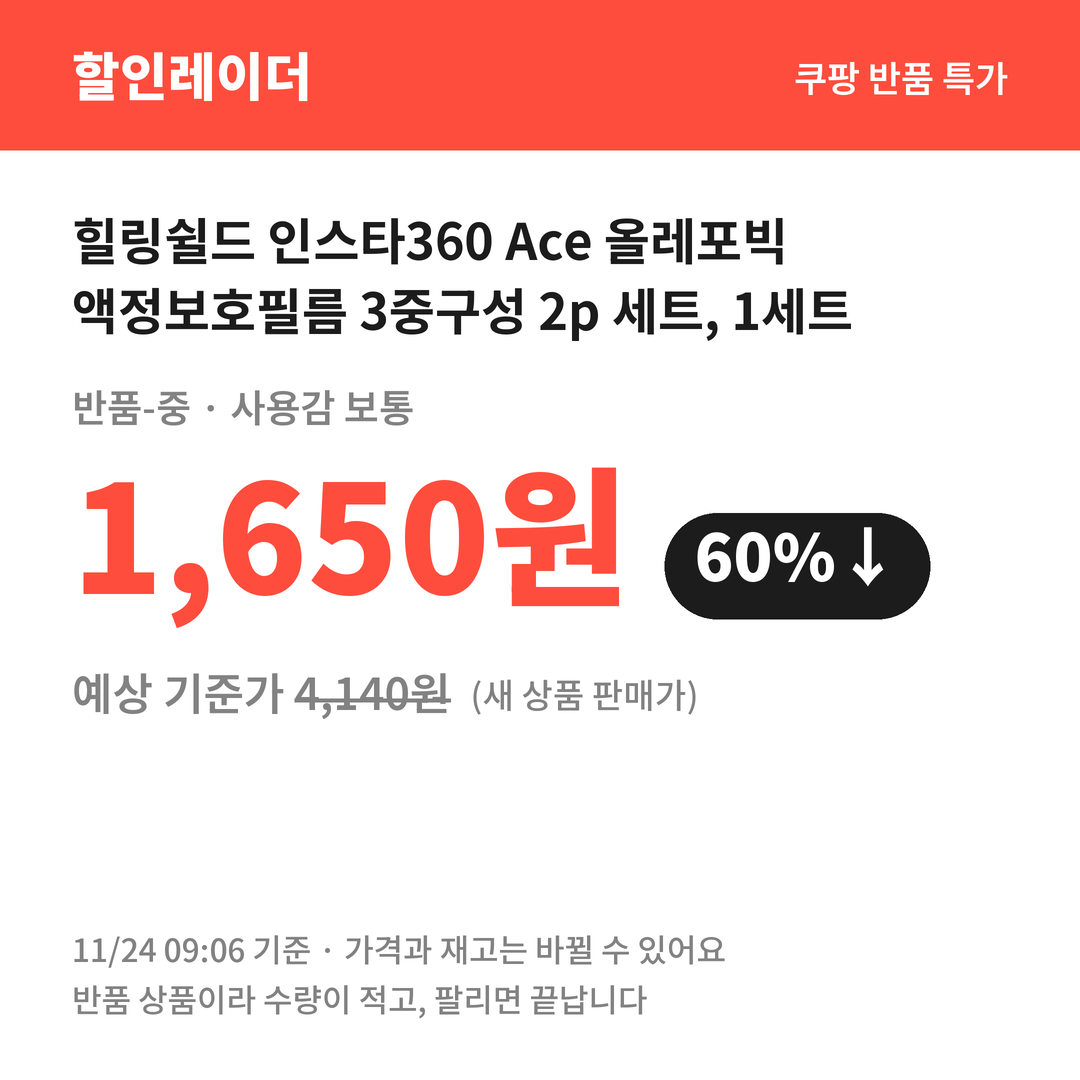 할인레이더
쿠팡 반품 특가
힐링쉴드 인스타360 Ace 올레포빅
액정보호필름 3중구성 2p 세트, 1세트
반품-중 · 사용감 보통
1,650원
60%↓
예상 기준가 4,140원 (새 상품 판매가)
11/24 09:06 기준 · 가격과 재고는 바뀔 수 있어요
반품 상품이라 수량이 적고, 팔리면 끝납니다